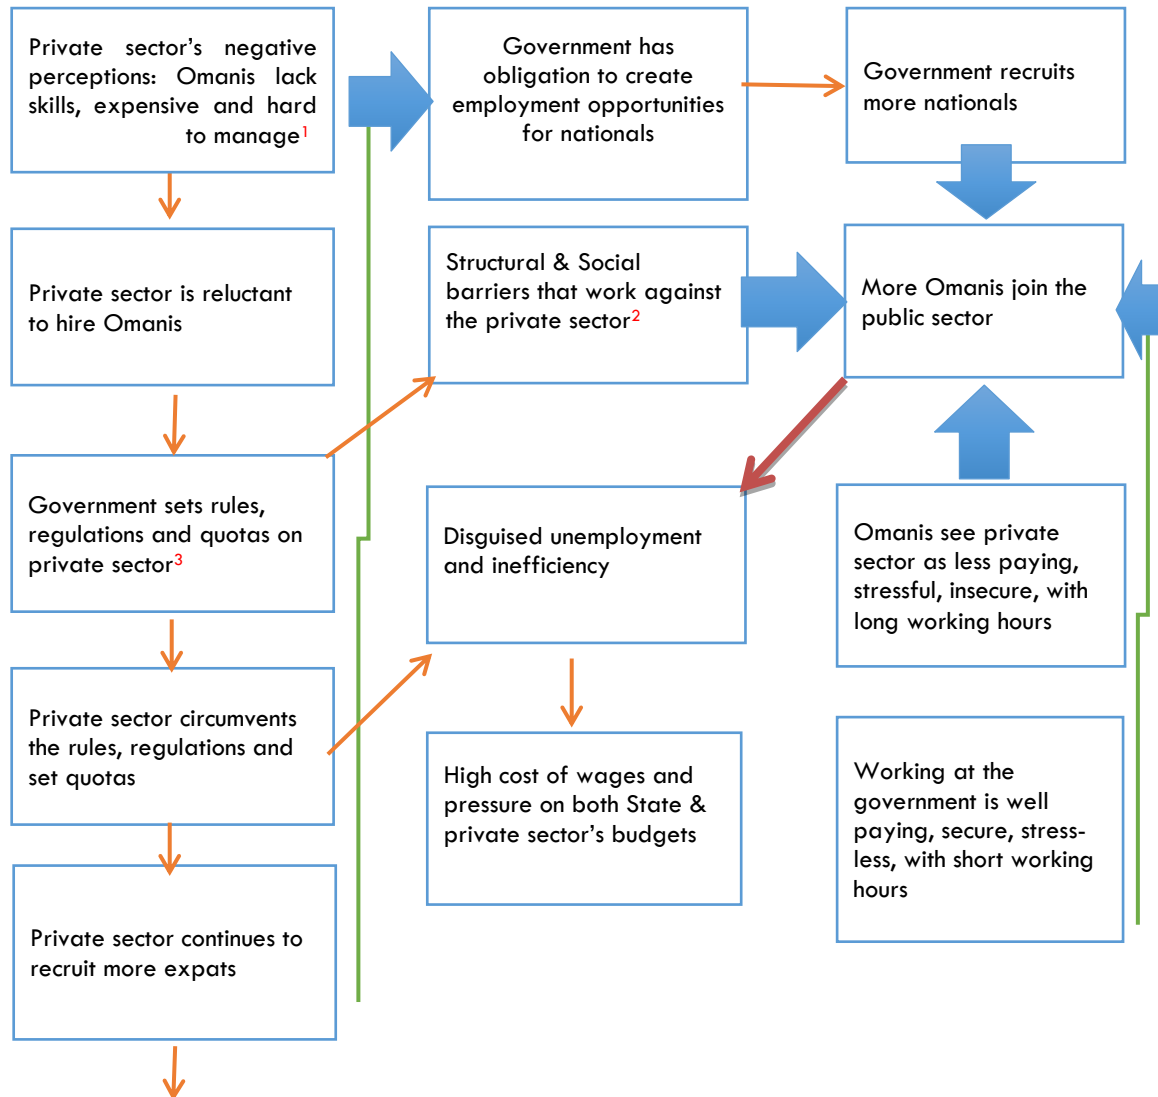 Private sector's negative
perceptions: Omanis lack
skills, expensive and hard
to manage1
Private sector is reluctant
to hire Omanis
Government sets rules,
regulations and quotas on
private sector3
Private sector circumvents
the rules, regulations and
set quotas
Private sector continues to
recruit more expats
Government has
obligation to create
employment opportunities
for nationals
Structural & Social
barriers that work against
the private sector2
Disguised unemployment
and inefficiency
High cost of wages and
pressure on both State &
private sector's budgets
Government recruits
more nationals
More Omanis join the
public sector
Omanis see private
sector as less paying,
stressful, insecure, with
long working hours
Working at the
government is well
paying, secure, stress-
less, with short working
hours